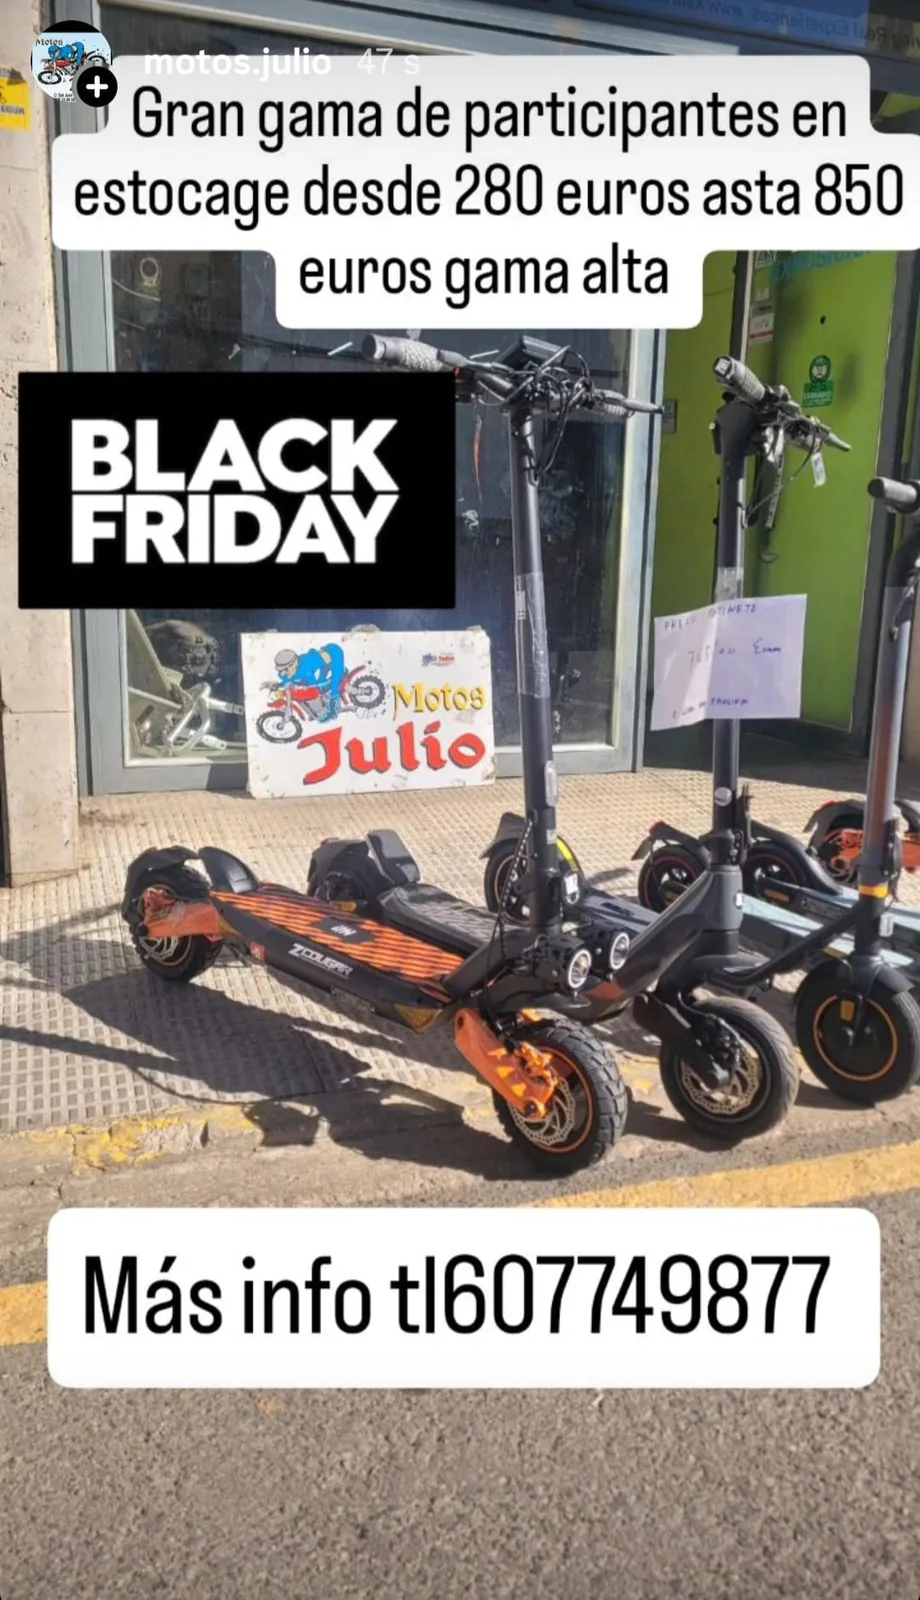 motos.julio 47 s
Gran gama de participantes en
estocage desde 280 euros asta 850
euros gama alta
BLACK
FRIDAY
Motos
Julio
ZCOUGAR
Más info tl607749877